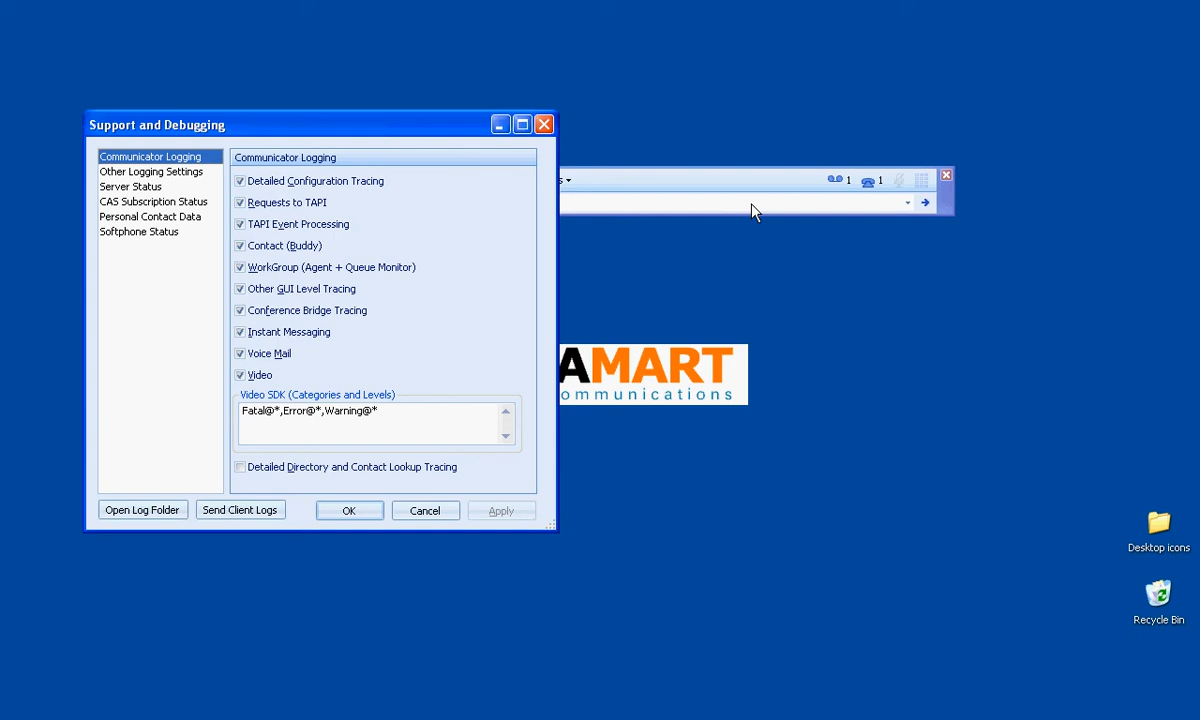 Support and Debugging
Communicator Logging
Other Logging Settings
Server Status
CAS Subscription Status
Personal Contact Data
Softphone Status
Communicator Logging
Detailed Configuration Tracing
Requests to TAPI
TAPI Event Processing
Contact (Buddy)
WorkGroup (Agent + Queue Monitor)
Other GUI Level Tracing
Conference Bridge Tracing
Instant Messaging
Voice Mail
Video
Video SDK (Categories and Levels)
Fatal@*,Error@*,Warning@*
Detailed Directory and Contact Lookup Tracing
Open Log Folder
Send Client Logs
OK
Cancel
Apply
s
1
1
AMART
ommunications
Desktop icons
Recycle Bin